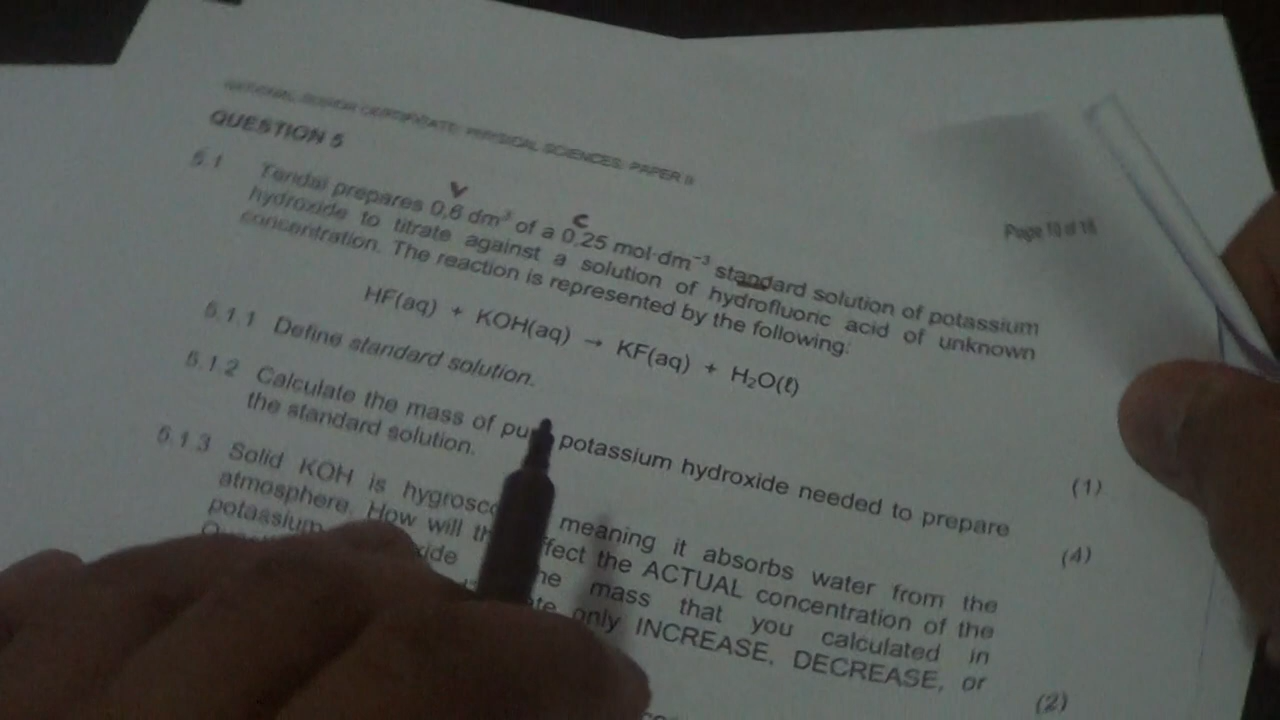 NATIONAL SENIOR CERTIFICATE: PHYSICAL SCIENCES: PAPER II
Page 10 of 18
QUESTION 5
V
c
5.1 Tendai prepares 0,6 dm³ of a 0,25 mol·dm⁻³ standard solution of potassium
hydroxide to titrate against a solution of hydrofluoric acid of unknown
concentration. The reaction is represented by the following:
HF(aq) + KOH(aq) → KF(aq) + H₂O(ℓ)
5.1.1 Define standard solution. (1)
5.1.2 Calculate the mass of potassium hydroxide needed to prepare
the standard solution. (4)
5.1.3 Solid KOH is meaning it absorbs water from the
atmosphere. How will the ACTUAL concentration of the
potassium mass that you calculated in
only INCREASE, DECREASE, or
(2)